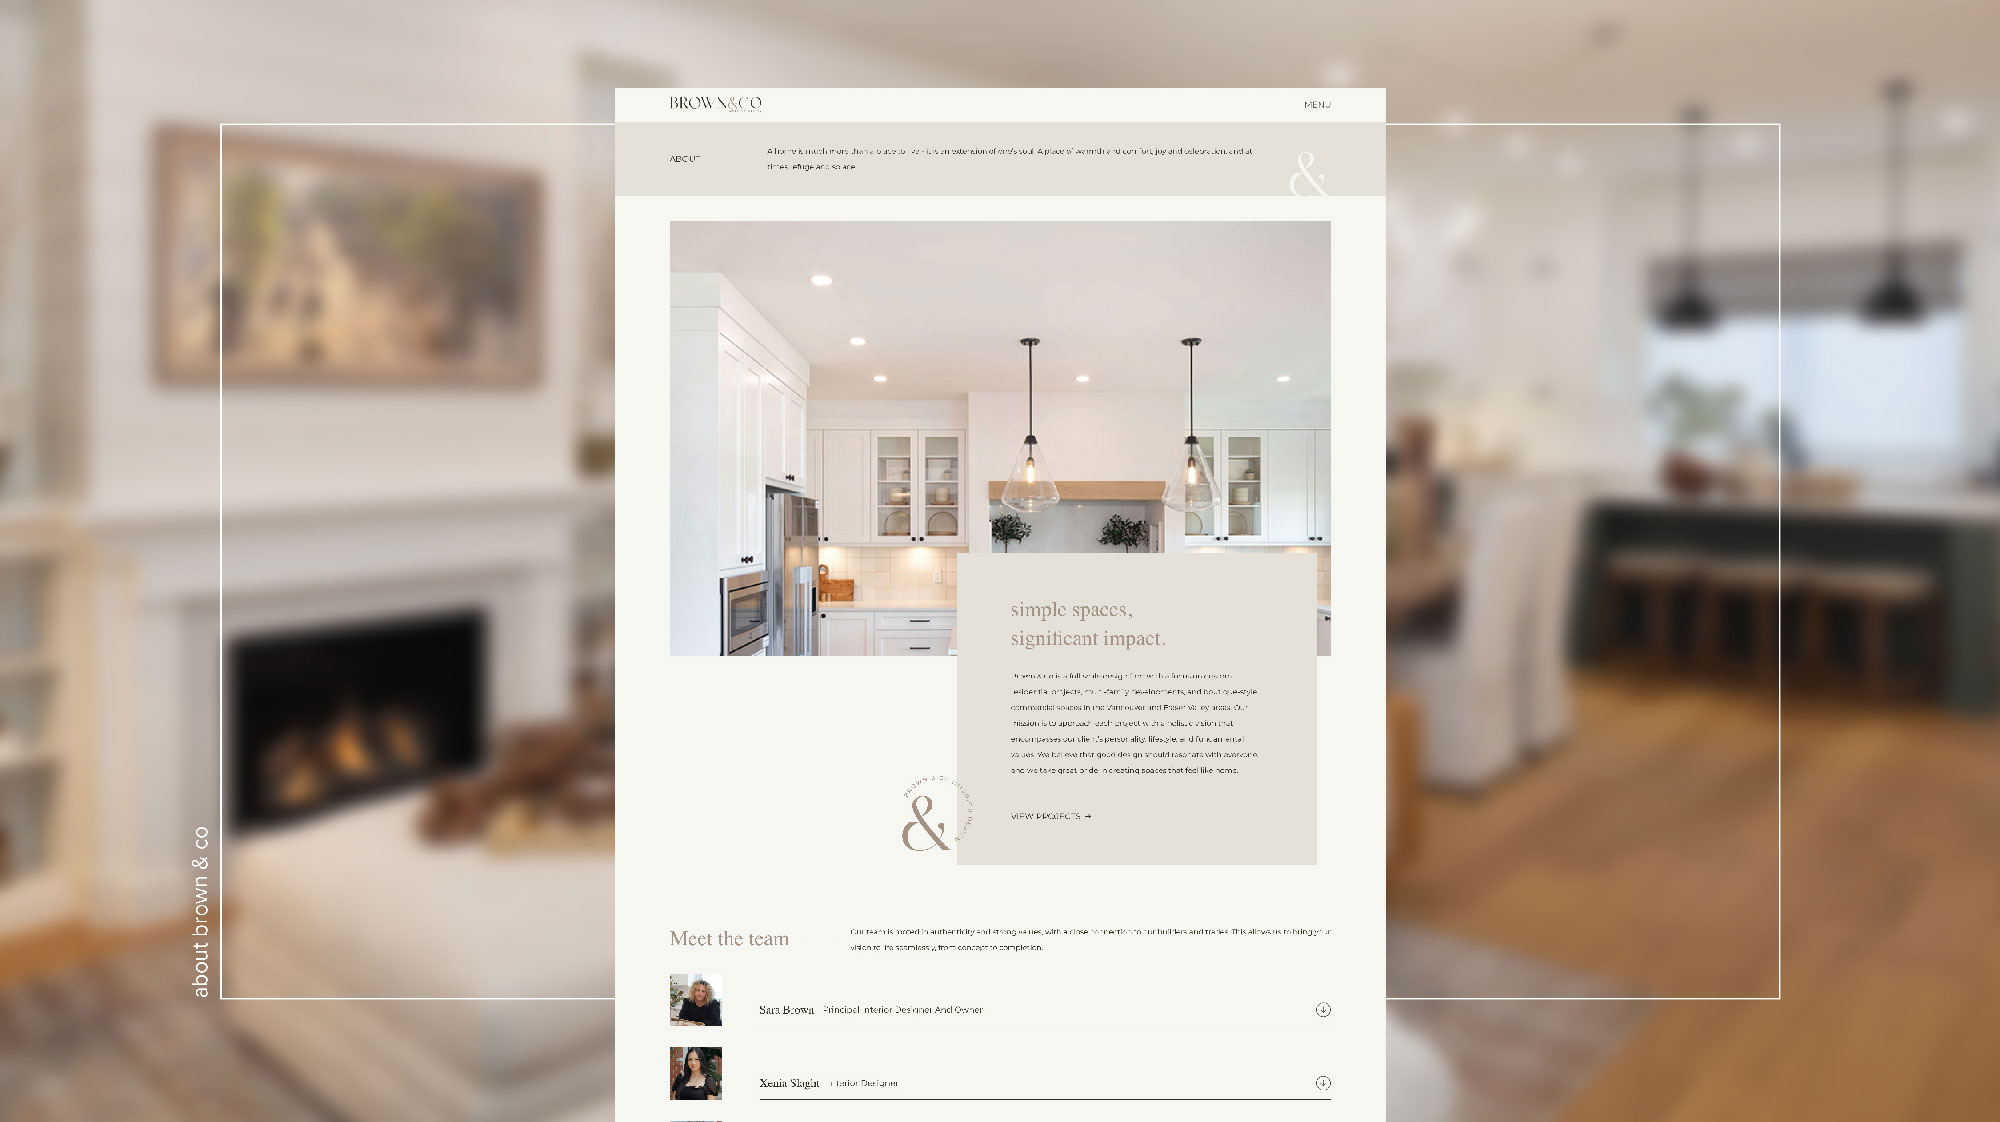 BROWN&CO
MENU
ABOUT
A home is much more than a place to live - it is an extension of one's soul. A place of warmth and comfort, joy and celebration, and at
times refuge and solace.
&
simple spaces,
significant impact.
Brown & Co is a full-scale design firm with a focus on custom
residential projects, multi-family developments, and boutique-style
commercial spaces in the Vancouver and Fraser Valley areas. Our
mission is to approach each project with a holistic vision that
encompasses our client's personality, lifestyle, and fundamental
values. We believe that good design should resonate with everyone,
and we take great pride in creating spaces that feel like home.
VIEW PROJECTS →
BROWN & CO INTERIOR DESIGN
&
about brown & co
Meet the team
Our team is rooted in authenticity and strong values, with a close connection to our builders and trades. This allows us to bring your
vision to life seamlessly, from concept to completion.
Sara Brown Principal Interior Designer And Owner
Xenia Slaght Interior Designer